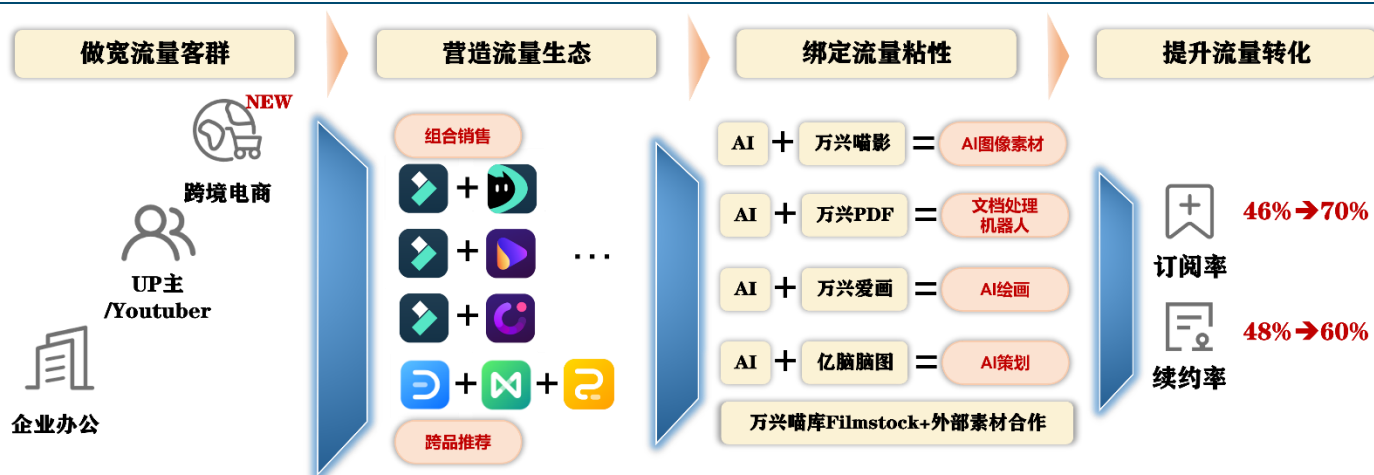 做宽流量客群
营造流量生态
绑定流量粘性
提升流量转化
NEW
跨境电商
UP主
/Youtuber
企业办公
组合销售
+
+
...
+
+ +
跨品推荐
AI + 万兴喵影 = AI图像素材
AI + 万兴PDF = 文档处理
机器人
AI + 万兴爱画 = AI绘画
AI + 亿脑脑图 = AI策划
万兴喵库Filmstock+外部素材合作
46%➔70%
订阅率
48%➔60%
续约率